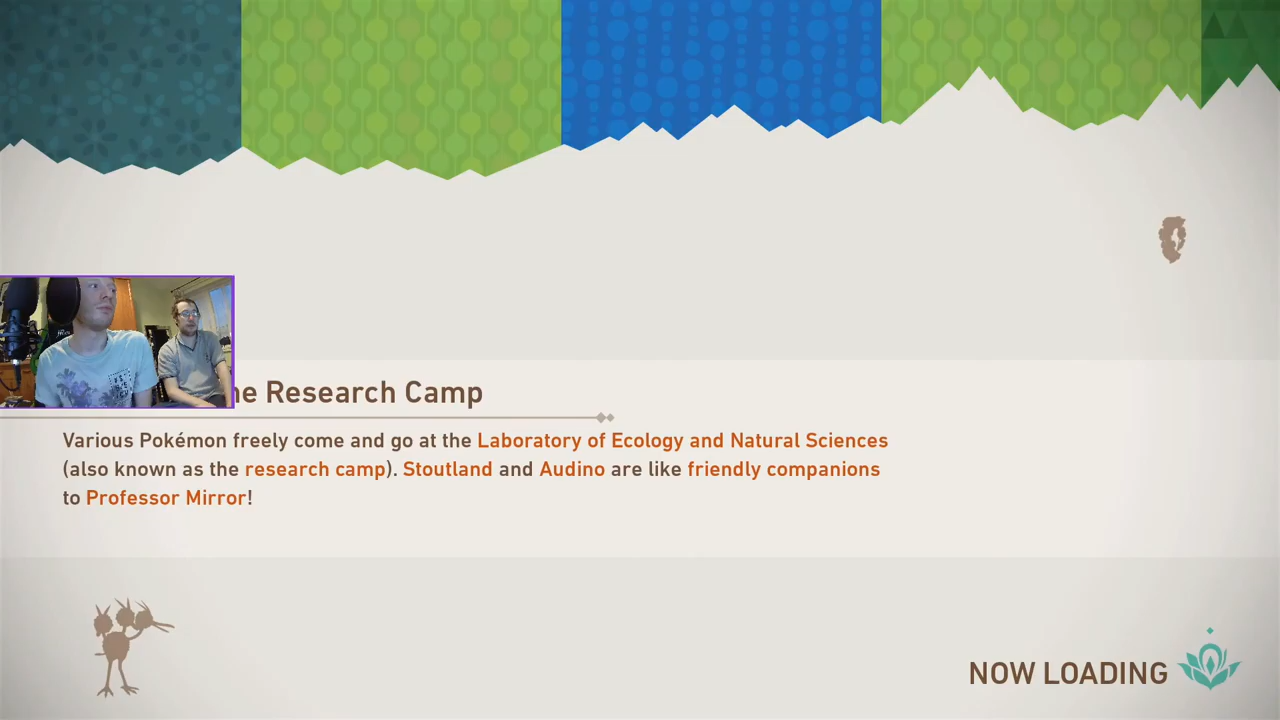 he Research Camp
Various Pokémon freely come and go at the Laboratory of Ecology and Natural Sciences
(also known as the research camp). Stoutland and Audino are like friendly companions
to Professor Mirror!
NOW LOADING